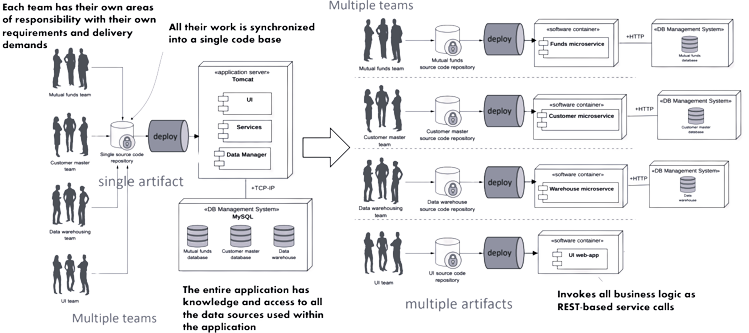 Each team has their own areas
of responsibility with their own
requirements and delivery
demands
All their work is synchronized
into a single code base
Mutual funds team
Customer master
team
Data warehousing
team
UI team
Multiple teams
Single source code
repository
single artifact
deploy
«application server»
Tomcat
UI
Services
Data Manager
+TCP-IP
«DB Management System»
MySQL
Mutual funds
database
Customer master
database
Data
warehouse
The entire application has
knowledge and access to all
the data sources used within
the application
Multiple teams
Mutual funds team
Mutual funds
source code repository
deploy
«software container»
Funds microservice
+HTTP
«DB Management System»
Mutual funds
database
Customer master
team
Customer master
source code repository
deploy
«software container»
Customer microservice
+HTTP
«DB Management System»
Customer master
database
Data warehousing
team
Data warehouse
source code repository
deploy
«software container»
Warehouse microservice
+HTTP
«DB Management System»
Data
warehouse
UI team
UI source code
repository
deploy
«software container»
UI web-app
multiple artifacts
Invokes all business logic as
REST-based service calls